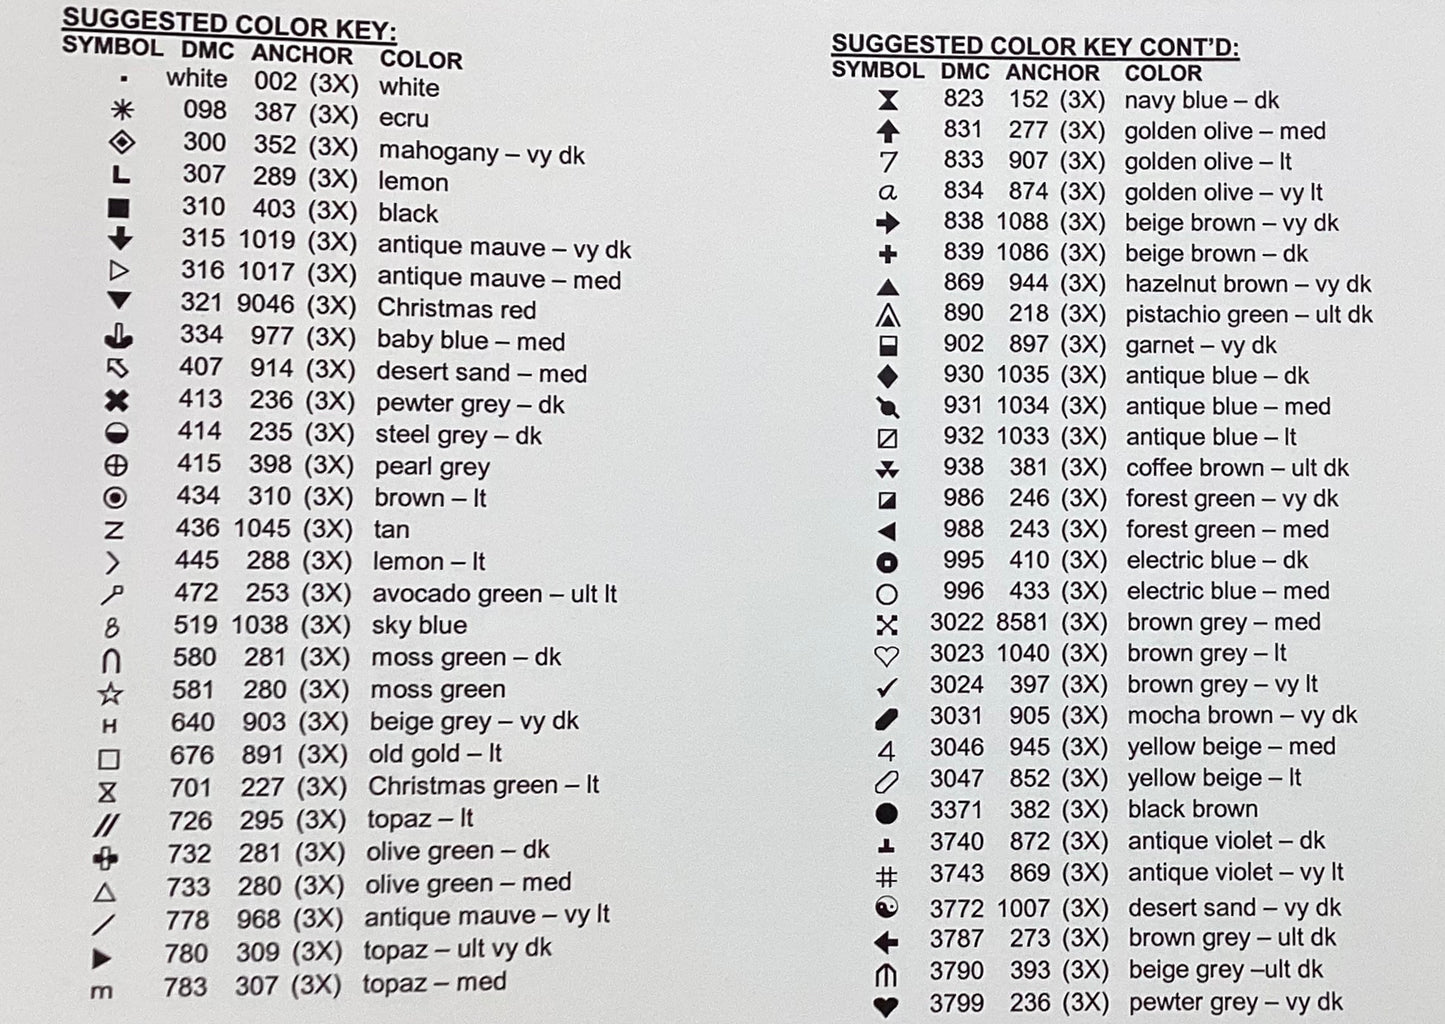 SUGGESTED COLOR KEY:
SYMBOL DMC ANCHOR COLOR
white 002 (3X) white
098 387 (3X) ecru
300 352 (3X) mahogany – vy dk
L 307 289 (3X) lemon
310 403 (3X) black
315 1019 (3X) antique mauve – vy dk
316 1017 (3X) antique mauve – med
321 9046 (3X) Christmas red
334 977 (3X) baby blue – med
407 914 (3X) desert sand – med
413 236 (3X) pewter grey – dk
414 235 (3X) steel grey – dk
415 398 (3X) pearl grey
434 310 (3X) brown – lt
Z 436 1045 (3X) tan
445 288 (3X) lemon – lt
472 253 (3X) avocado green – ult lt
8 519 1038 (3X) sky blue
580 281 (3X) moss green – dk
581 280 (3X) moss green
H 640 903 (3X) beige grey – vy dk
676 891 (3X) old gold – lt
701 227 (3X) Christmas green – lt
// 726 295 (3X) topaz – lt
732 281 (3X) olive green – dk
733 280 (3X) olive green – med
/ 778 968 (3X) antique mauve – vy lt
780 309 (3X) topaz – ult vy dk
m 783 307 (3X) topaz – med
SUGGESTED COLOR KEY CONT'D:
SYMBOL DMC ANCHOR COLOR
823 152 (3X) navy blue – dk
831 277 (3X) golden olive – med
7 833 907 (3X) golden olive – lt
a 834 874 (3X) golden olive – vy lt
838 1088 (3X) beige brown – vy dk
839 1086 (3X) beige brown – dk
869 944 (3X) hazelnut brown – vy dk
890 218 (3X) pistachio green – ult dk
902 897 (3X) garnet – vy dk
930 1035 (3X) antique blue – dk
931 1034 (3X) antique blue – med
932 1033 (3X) antique blue – lt
938 381 (3X) coffee brown – ult dk
986 246 (3X) forest green – vy dk
988 243 (3X) forest green – med
995 410 (3X) electric blue – dk
996 433 (3X) electric blue – med
3022 8581 (3X) brown grey – med
3023 1040 (3X) brown grey – lt
3024 397 (3X) brown grey – vy lt
3031 905 (3X) mocha brown – vy dk
4 3046 945 (3X) yellow beige – med
3047 852 (3X) yellow beige – lt
3371 382 (3X) black brown
3740 872 (3X) antique violet – dk
# 3743 869 (3X) antique violet – vy lt
3772 1007 (3X) desert sand – vy dk
3787 273 (3X) brown grey – ult dk
3790 393 (3X) beige grey –ult dk
3799 236 (3X) pewter grey – vy dk